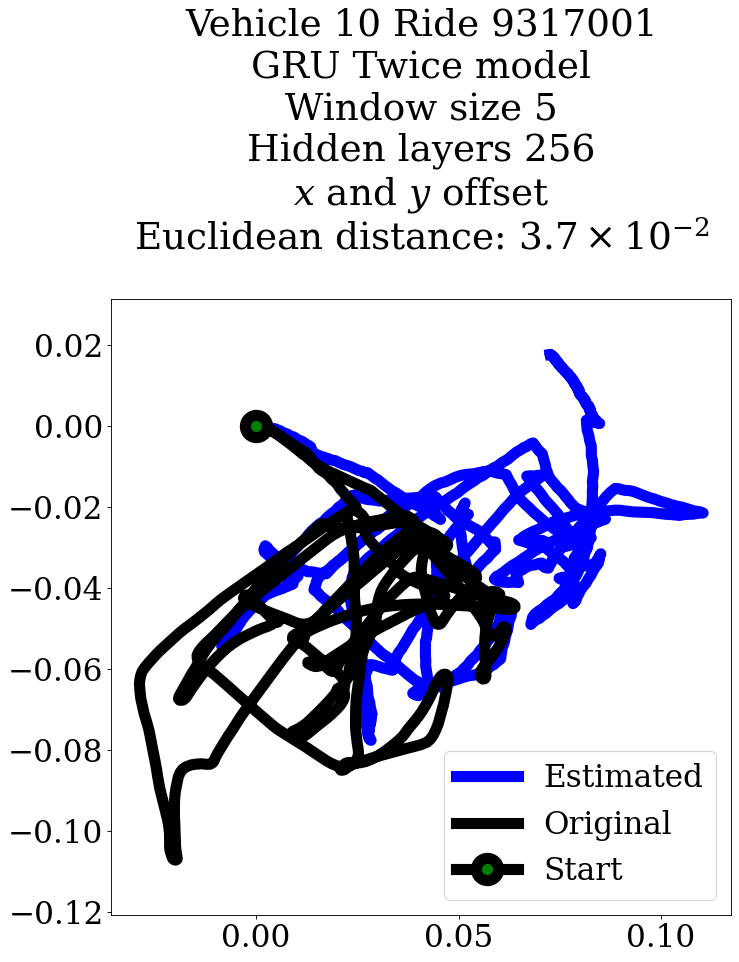 Vehicle 10 Ride 9317001
GRU Twice model
Window size 5
Hidden layers 256
x and y offset
Euclidean distance: 3.7 × 10⁻²
0.02
0.00
−0.02
−0.04
−0.06
−0.08
−0.10
−0.12
Estimated
Original
Start
0.00 0.05 0.10